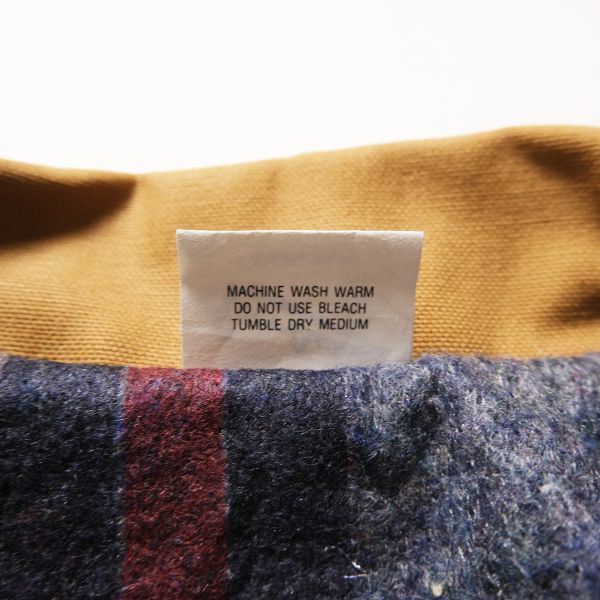 MACHINE WASH WARM
DO NOT USE BLEACH
TUMBLE DRY MEDIUM